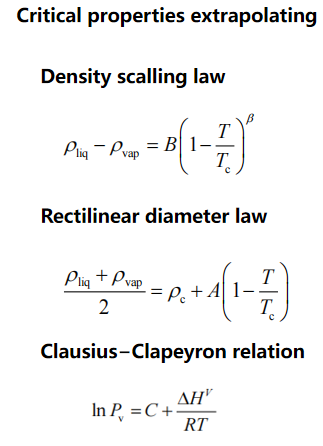 Critical properties extrapolating
Density scalling law
ρ_liq − ρ_vap = B(1 − T/T_c)^β
Rectilinear diameter law
(ρ_liq + ρ_vap)/2 = ρ_c + A(1 − T/T_c)
Clausius−Clapeyron relation
ln P_v = C + ΔH^V/RT